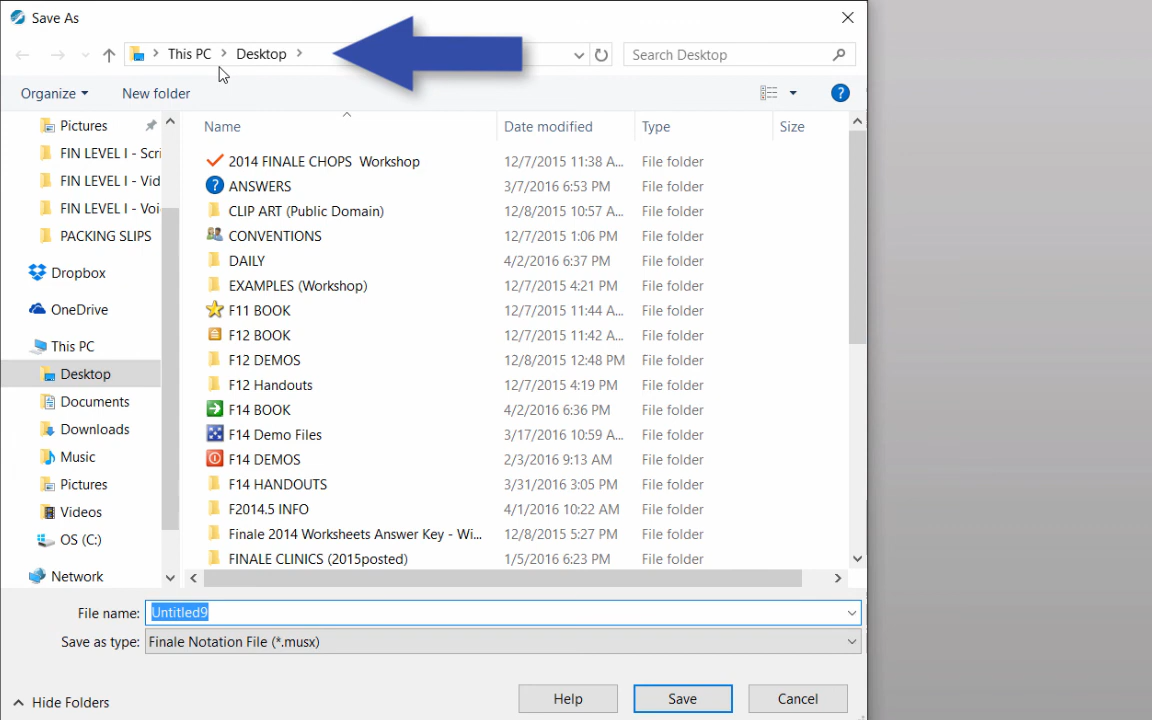 Save As
This PC > Desktop >
Search Desktop
Organize
New folder
Pictures
FIN LEVEL I - Scri
FIN LEVEL I - Vid
FIN LEVEL I - Voi
PACKING SLIPS
Dropbox
OneDrive
This PC
Desktop
Documents
Downloads
Music
Pictures
Videos
OS (C:)
Network
Name Date modified Type Size
2014 FINALE CHOPS Workshop 12/7/2015 11:38 A... File folder
? ANSWERS 3/7/2016 6:53 PM File folder
CLIP ART (Public Domain) 12/8/2015 10:57 A... File folder
CONVENTIONS 12/7/2015 1:06 PM File folder
DAILY 4/2/2016 6:37 PM File folder
EXAMPLES (Workshop) 12/7/2015 4:21 PM File folder
F11 BOOK 12/7/2015 11:44 A... File folder
F12 BOOK 12/7/2015 11:42 A... File folder
F12 DEMOS 12/8/2015 12:48 PM File folder
F12 Handouts 12/7/2015 4:19 PM File folder
F14 BOOK 4/2/2016 6:36 PM File folder
F14 Demo Files 3/17/2016 10:59 A... File folder
F14 DEMOS 2/3/2016 9:13 AM File folder
F14 HANDOUTS 3/31/2016 3:05 PM File folder
F2014.5 INFO 4/1/2016 10:22 AM File folder
Finale 2014 Worksheets Answer Key - Wi... 12/8/2015 5:27 PM File folder
FINALE CLINICS (2015posted) 1/5/2016 6:23 PM File folder
File name: Untitled9
Save as type: Finale Notation File (*.musx)
Hide Folders
Help
Save
Cancel